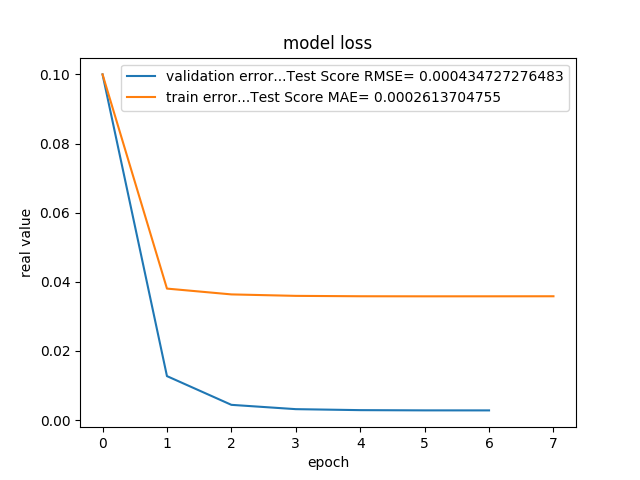 model loss
validation error...Test Score RMSE= 0.000434727276483
train error...Test Score MAE= 0.0002613704755
0.10
0.08
0.06
0.04
0.02
0.00
real value
0 1 2 3 4 5 6 7
epoch